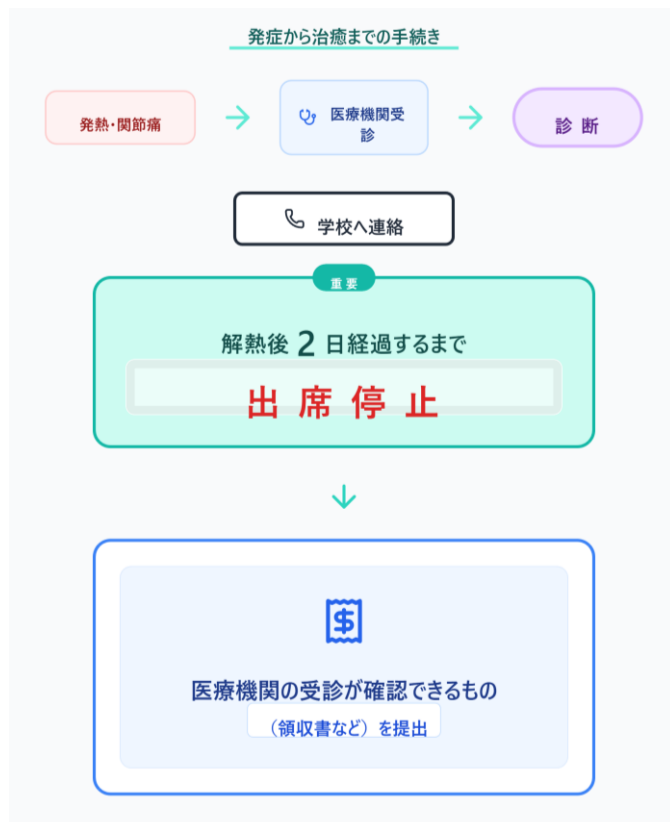 発症から治癒までの手続き
発熱・関節痛
医療機関受
診
診断
学校へ連絡
重要
解熱後 2 日経過するまで
出席停止
医療機関の受診が確認できるもの
（領収書など）を提出